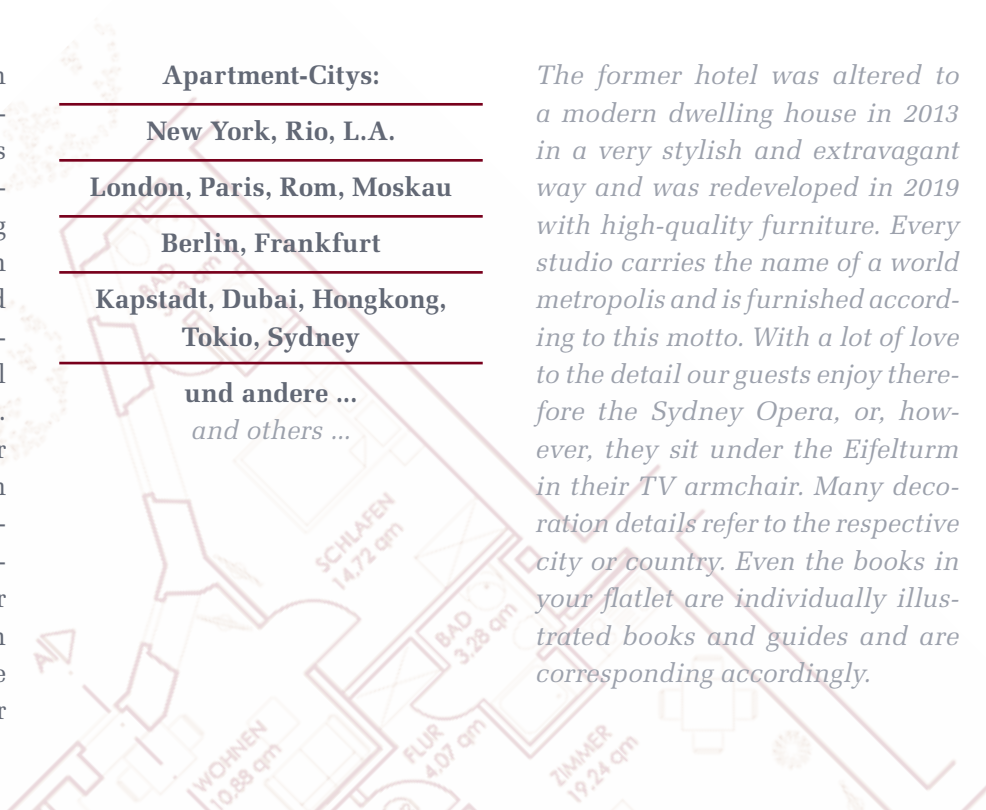 Apartment-Citys:
New York, Rio, L.A.
London, Paris, Rom, Moskau
Berlin, Frankfurt
Kapstadt, Dubai, Hongkong,
Tokio, Sydney
und andere ...
and others ...
The former hotel was altered to
a modern dwelling house in 2013
in a very stylish and extravagant
way and was redeveloped in 2019
with high-quality furniture. Every
studio carries the name of a world
metropolis and is furnished accord-
ing to this motto. With a lot of love
to the detail our guests enjoy there-
fore the Sydney Opera, or, how-
ever, they sit under the Eifelturm
in their TV armchair. Many deco-
ration details refer to the respective
city or country. Even the books in
your flatlet are individually illus-
trated books and guides and are
corresponding accordingly.
BAD
SCHLAFEN
14,72 qm
BAD
3,28 qm
WOHNEN
10,88 qm
FLUR
4,07 qm
ZIMMER
19,24 qm